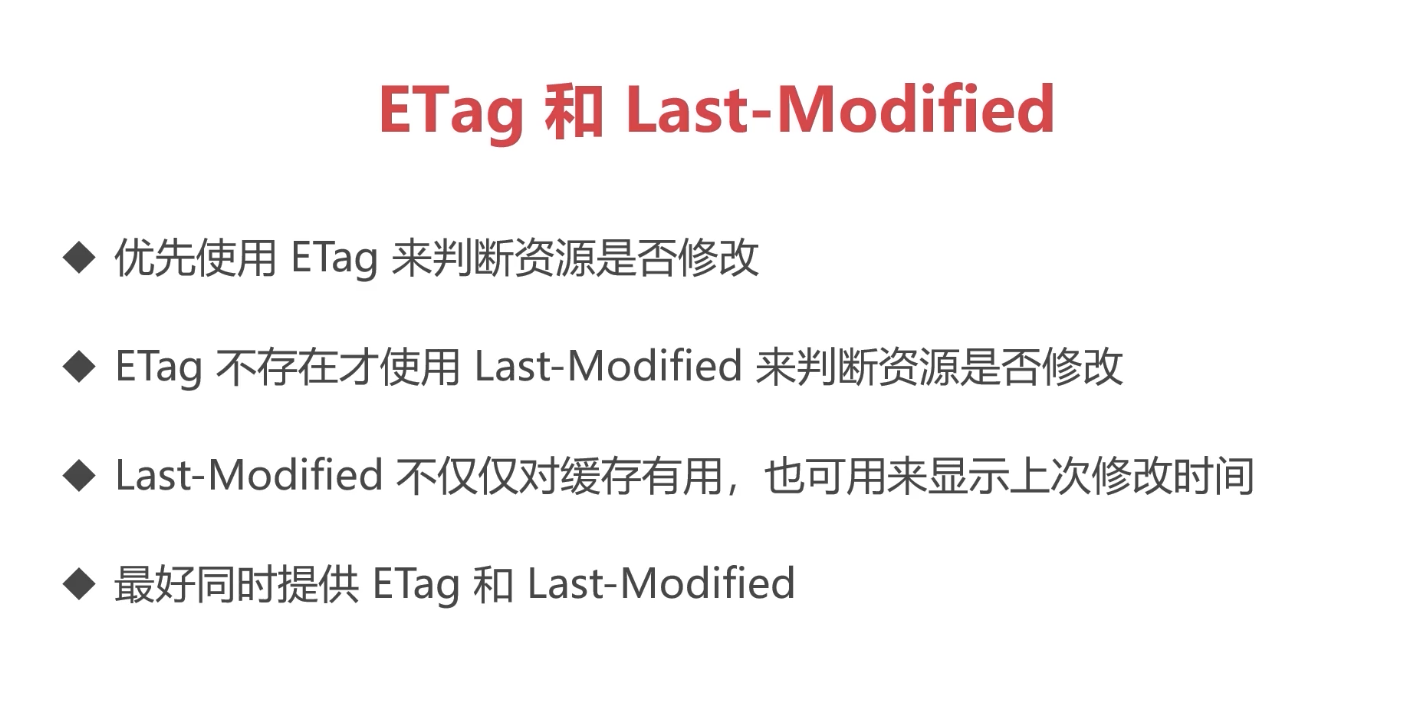 ETag 和 Last-Modified
◆ 优先使用 ETag 来判断资源是否修改
◆ ETag 不存在才使用 Last-Modified 来判断资源是否修改
◆ Last-Modified 不仅仅对缓存有用，也可用来显示上次修改时间
◆ 最好同时提供 ETag 和 Last-Modified